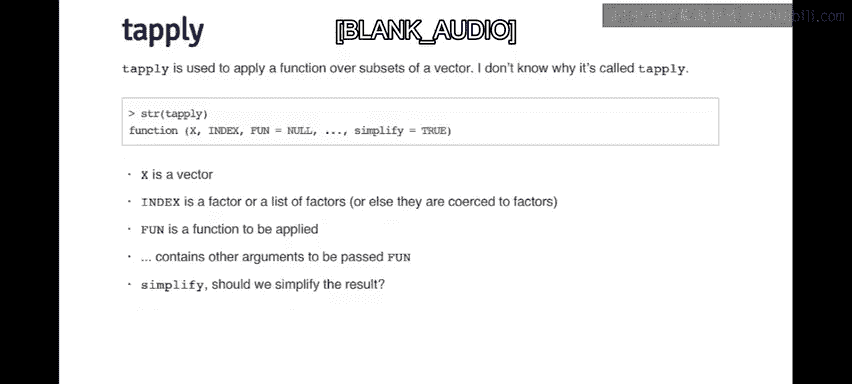 tapply
[BLANK_AUDIO]
tapply is used to apply a function over subsets of a vector. I don't know why it's called tapply.
> str(tapply)
function (X, INDEX, FUN = NULL, ..., simplify = TRUE)
· X is a vector
· INDEX is a factor or a list of factors (or else they are coerced to factors)
· FUN is a function to be applied
· ... contains other arguments to be passed FUN
· simplify, should we simplify the result?